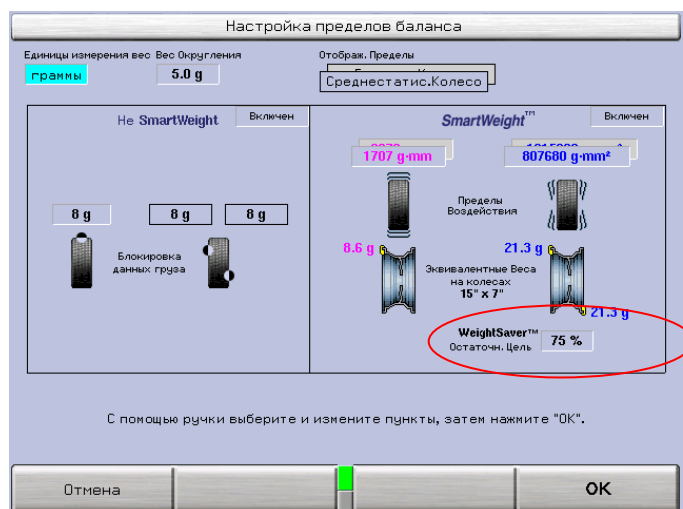 Настройка пределов баланса
Единицы измерения вес Вес Округления
Отображ. Пределы
граммы
5.0 g
Среднестатис.Колесо
Не SmartWeight
Включен
SmartWeight™
Включен
1707 g·mm
807680 g·mm²
Пределы
Воздействия
8 g
8 g
8 g
8.6 g
21.3 g
Блокировка
данных груза
Эквивалентные Веса
на колесах
15" x 7"
21.3 g
WeightSaver™
Остаточн. Цель
75 %
С помощью ручки выберите и измените пункты, затем нажмите "ОК".
Отмена
ОК